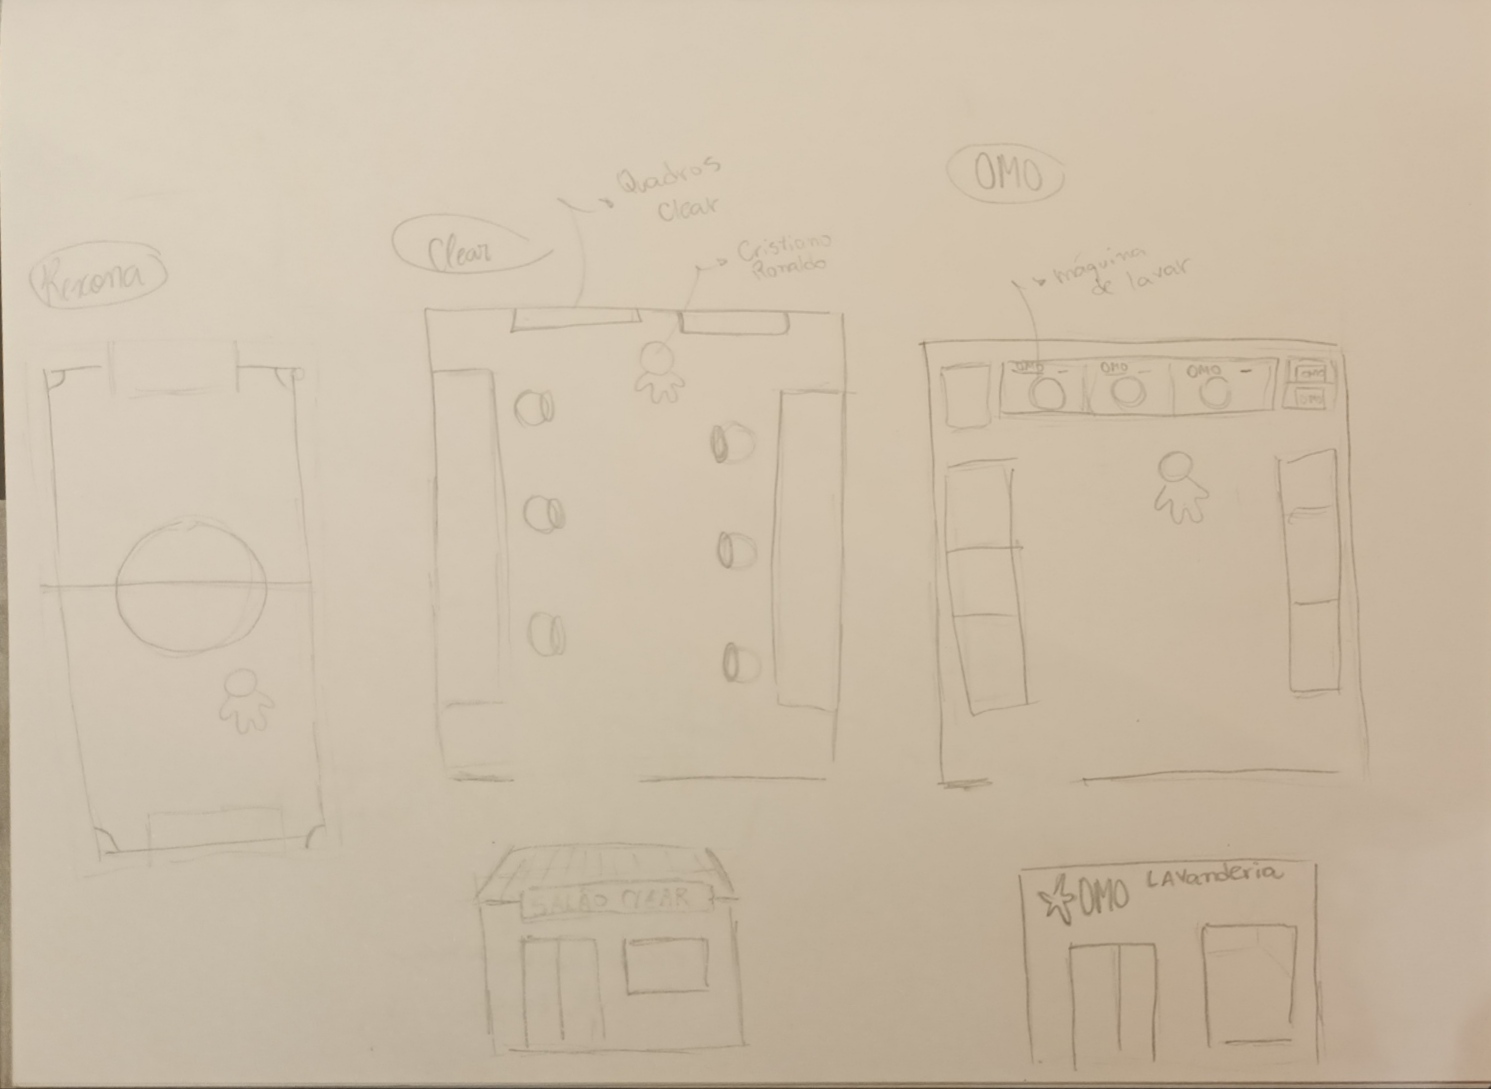 Rexona
Clear
Quadros
Clear
Cristiano
Ronaldo
OMO
máquina
de lavar
OMO
OMO
OMO
OMO
OMO
SALÃO CLEAR
OMO LAVanderia